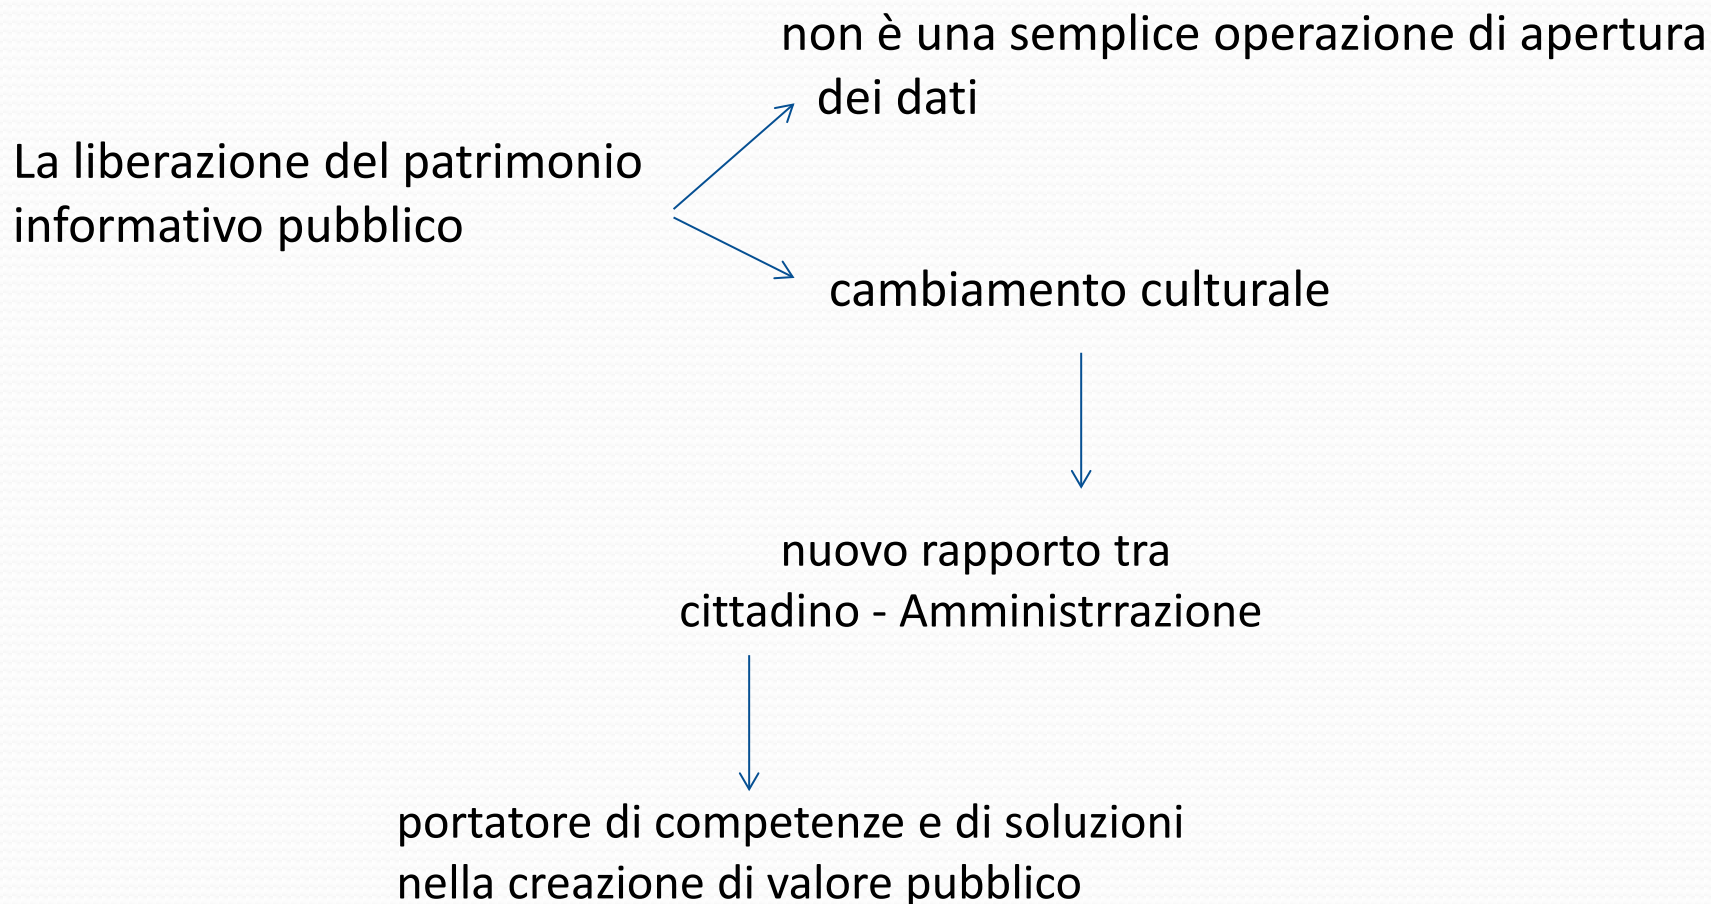 non è una semplice operazione di apertura
dei dati
La liberazione del patrimonio
informativo pubblico
cambiamento culturale
nuovo rapporto tra
cittadino - Amministrrazione
portatore di competenze e di soluzioni
nella creazione di valore pubblico